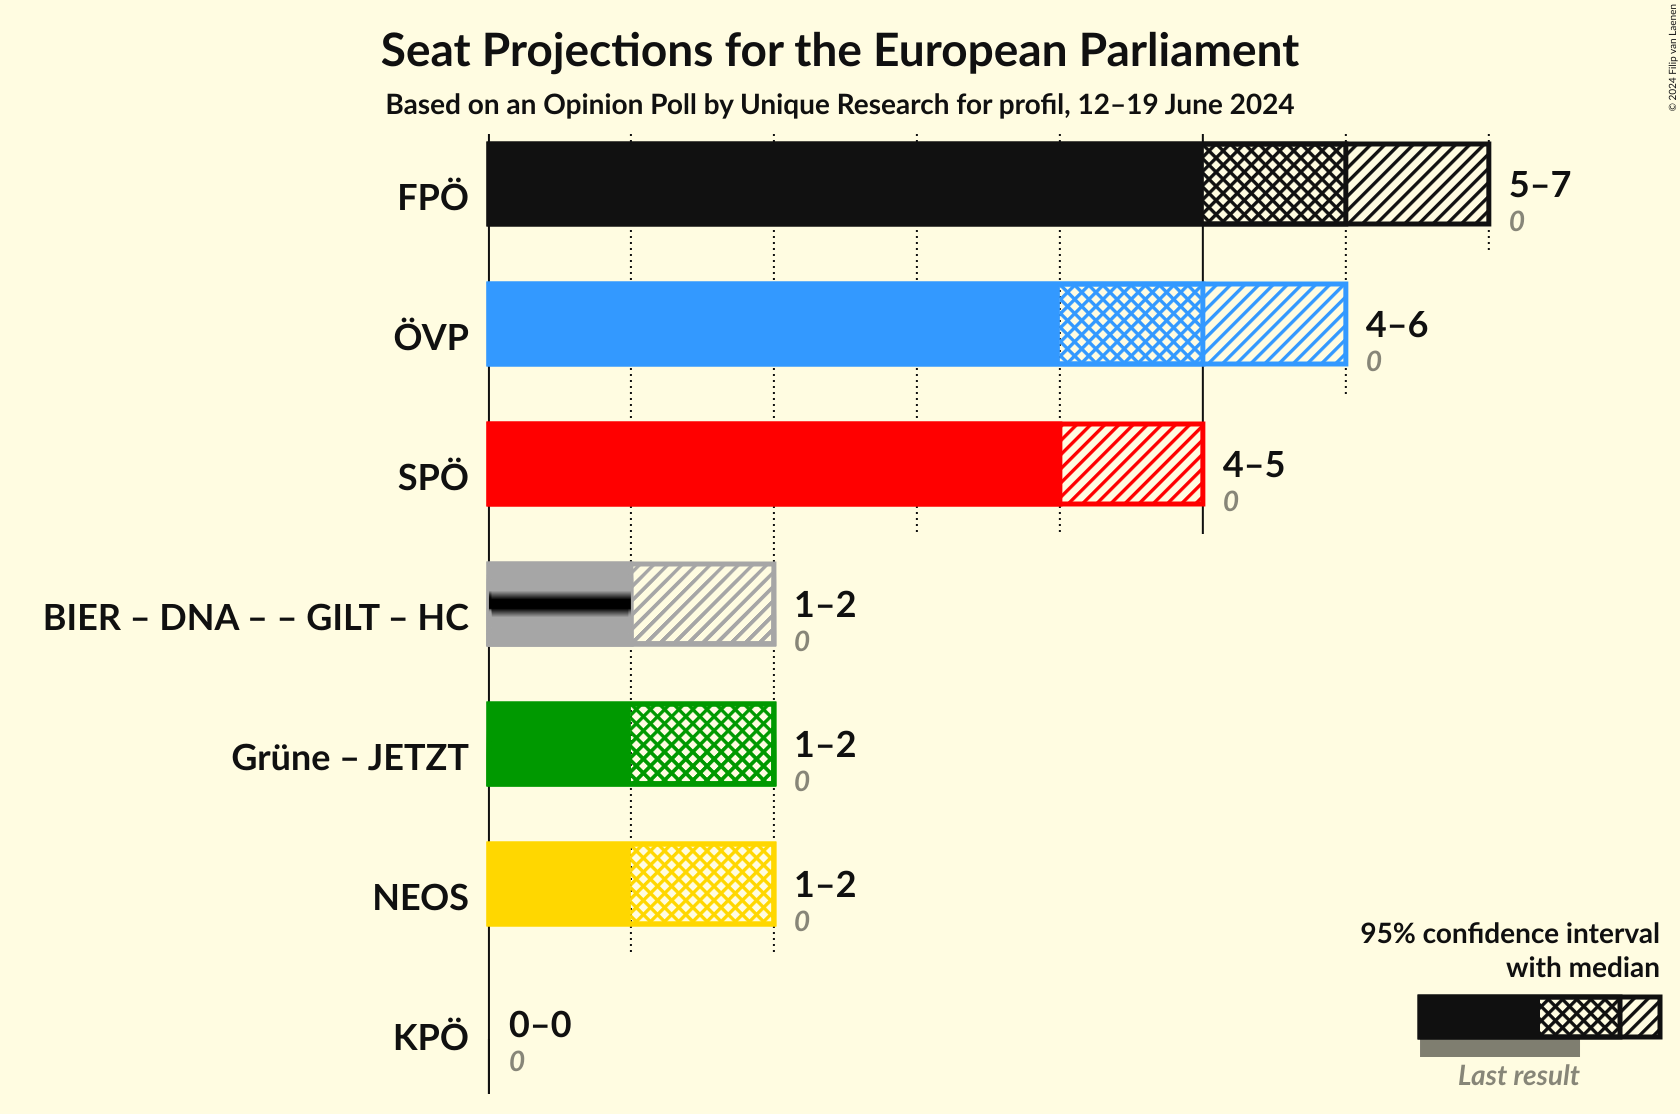 Seat Projections for the European Parliament
Based on an Opinion Poll by Unique Research for profil, 12–19 June 2024
© 2024 Filip van Laenen
FPÖ
5–7
0
ÖVP
4–6
0
SPÖ
4–5
0
BIER – DNA – – GILT – HC
1–2
0
Grüne – JETZT
1–2
0
NEOS
1–2
0
KPÖ
0–0
0
95% confidence interval
with median
Last result